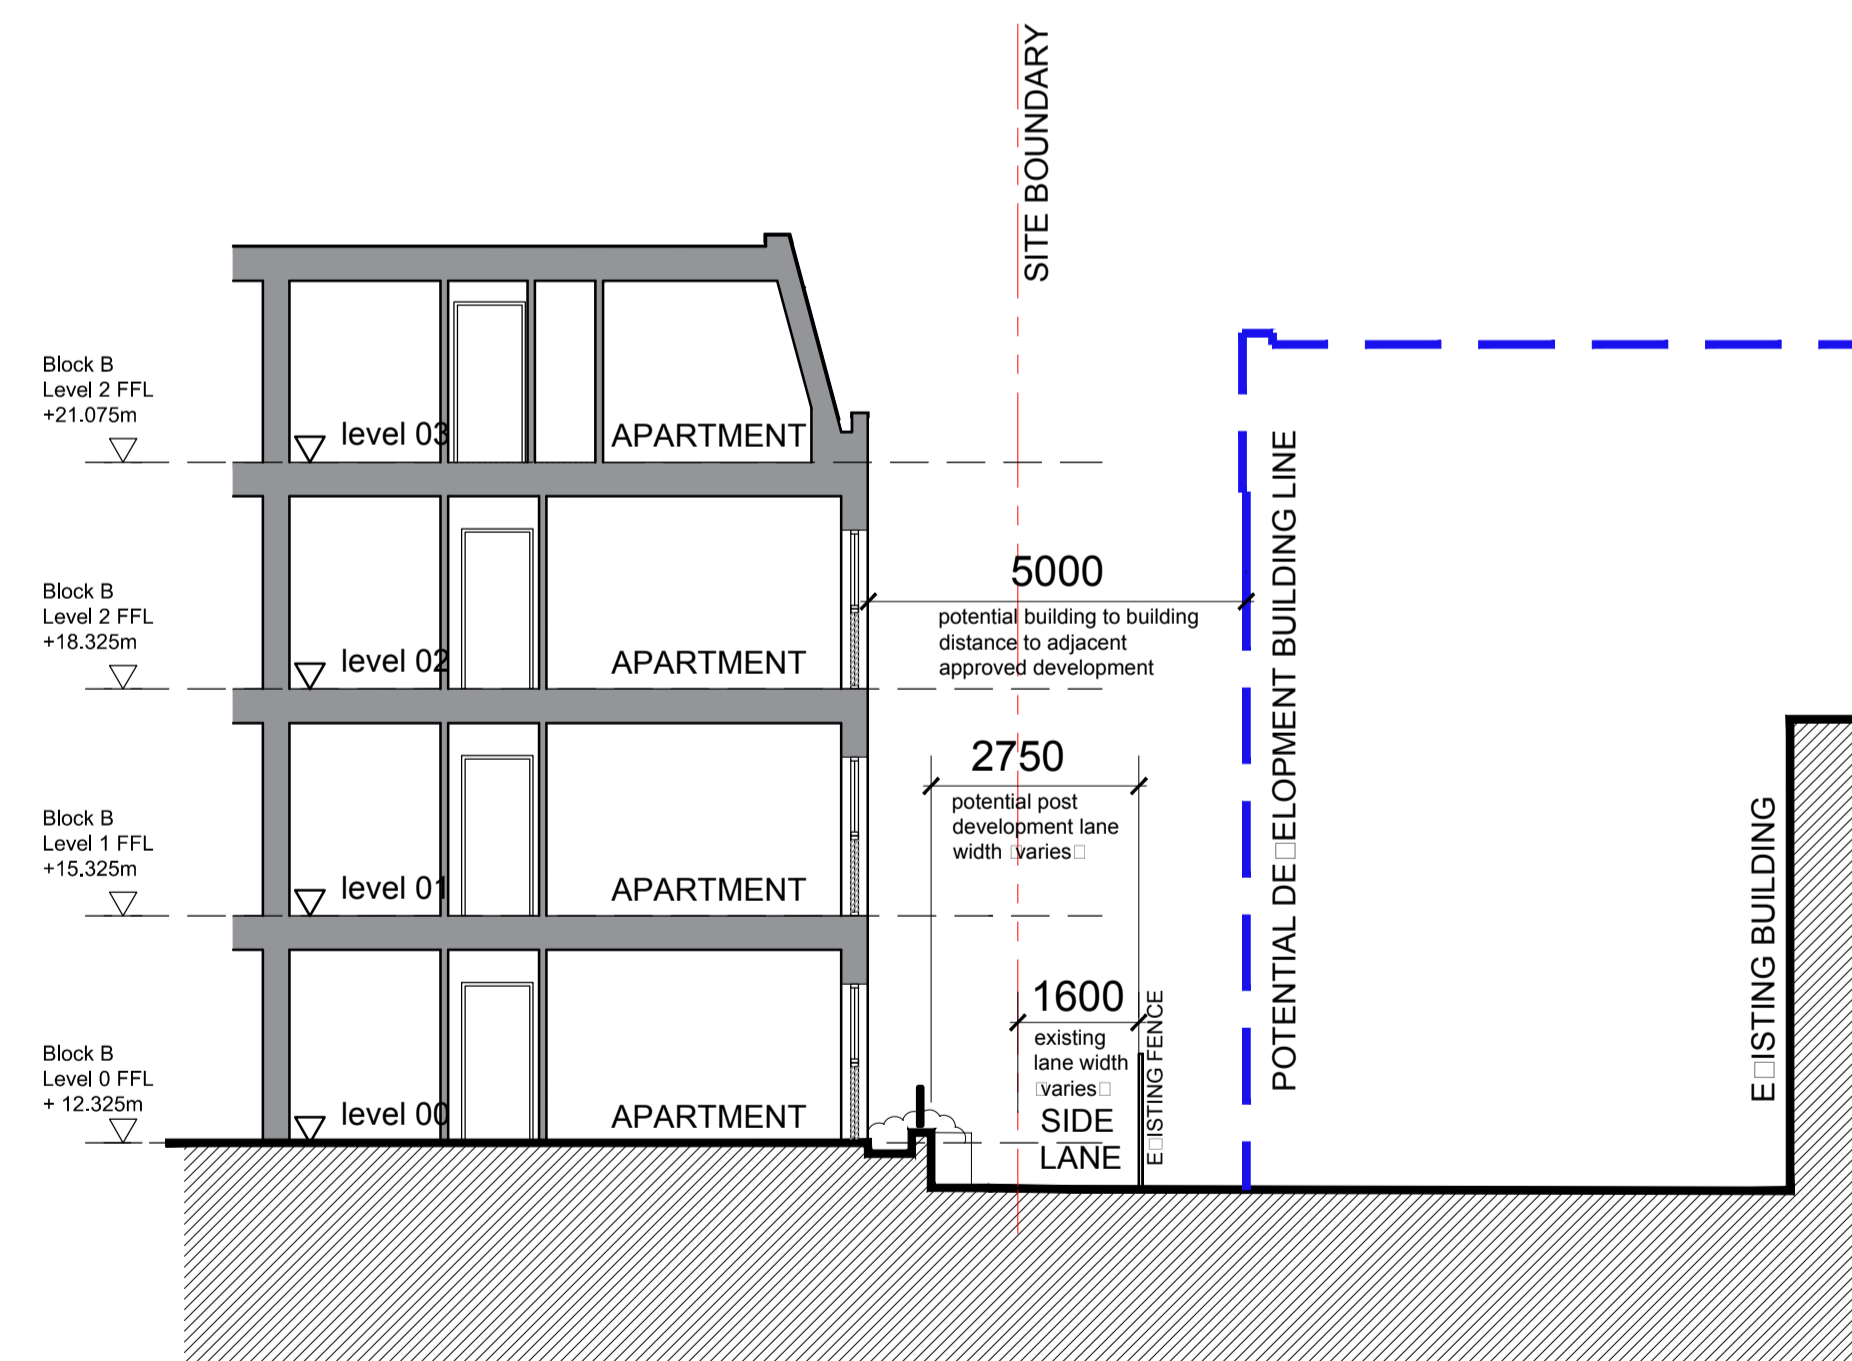 SITE BOUNDARY
Block B
Level 2 FFL
+21.075m
level 03
APARTMENT
Block B
Level 2 FFL
+18.325m
level 02
APARTMENT
5000
potential building to building
distance to adjacent
approved development
POTENTIAL DE□ELOPMENT BUILDING LINE
2750
potential post
development lane
width □varies□
Block B
Level 1 FFL
+15.325m
level 01
APARTMENT
E□ISTING BUILDING
1600
existing
lane width
□varies□
SIDE
LANE
E□ISTING FENCE
Block B
Level 0 FFL
+ 12.325m
level 00
APARTMENT